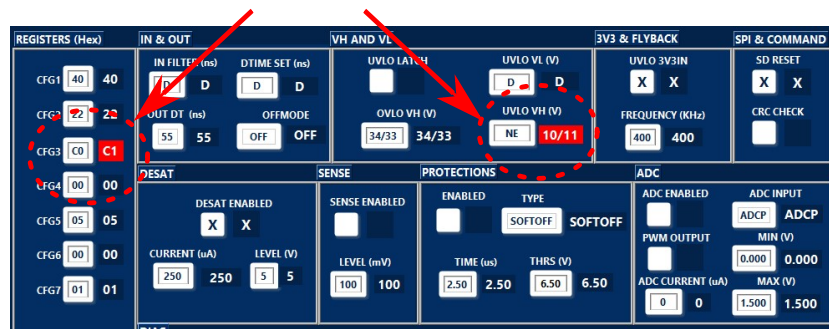 REGISTERS (Hex) IN & OUT VH AND VL 3V3 & FLYBACK SPI & COMMAND
IN FILTER (ns) DTIME SET (ns) UVLO LATCH UVLO VL (V) UVLO 3V3IN SD RESET
CFG1 40 40 D D D D D D X X X X
CFG2 22 22 OUT DT (ns) OFFMODE OVLO VH (V) UVLO VH (V) FREQUENCY (KHz) CRC CHECK
55 55 OFF OFF 34/33 34/33 NE 10/11 400 400
CFG3 C0 C1
DESAT SENSE PROTECTIONS ADC
CFG4 00 00
DESAT ENABLED SENSE ENABLED ENABLED TYPE ADC ENABLED ADC INPUT
CFG5 05 05 X X SOFTOFF SOFTOFF ADCP ADCP
PWM OUTPUT MIN (V)
CFG6 00 00 CURRENT (uA) LEVEL (V) LEVEL (mV) TIME (us) THRS (V) 0.000 0.000
250 250 5 5 100 100 2.50 2.50 6.50 6.50
CFG7 01 01 ADC CURRENT (uA) MAX (V)
0 0 1.500 1.500